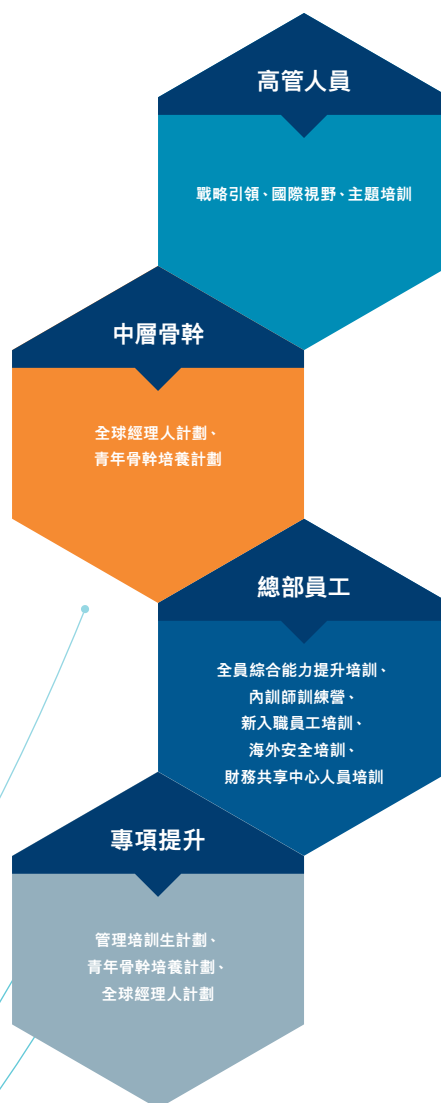 高管人員
戰略引領、國際視野、主題培訓
中層骨幹
全球經理人計劃、
青年骨幹培養計劃
總部員工
全員綜合能力提升培訓、
內訓師訓練營、
新入職員工培訓、
海外安全培訓、
財務共享中心人員培訓
專項提升
管理培訓生計劃、
青年骨幹培養計劃、
全球經理人計劃